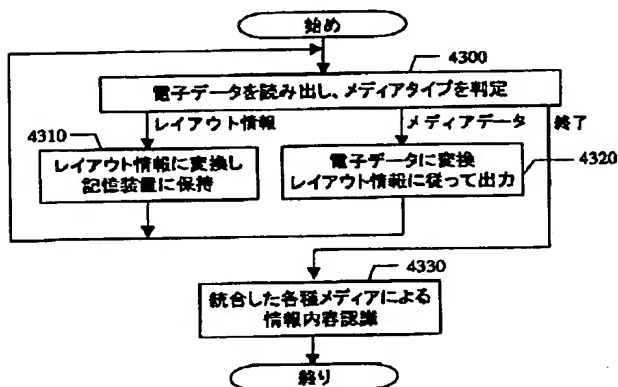 始め
4300
電子データを読み出し、メディアタイプを判定
レイアウト情報
メディアデータ
終了
4310
レイアウト情報に変換し
記憶装置に保持
電子データに変換
レイアウト情報に従って出力
4320
4330
統合した各種メディアによる
情報内容認識
終り